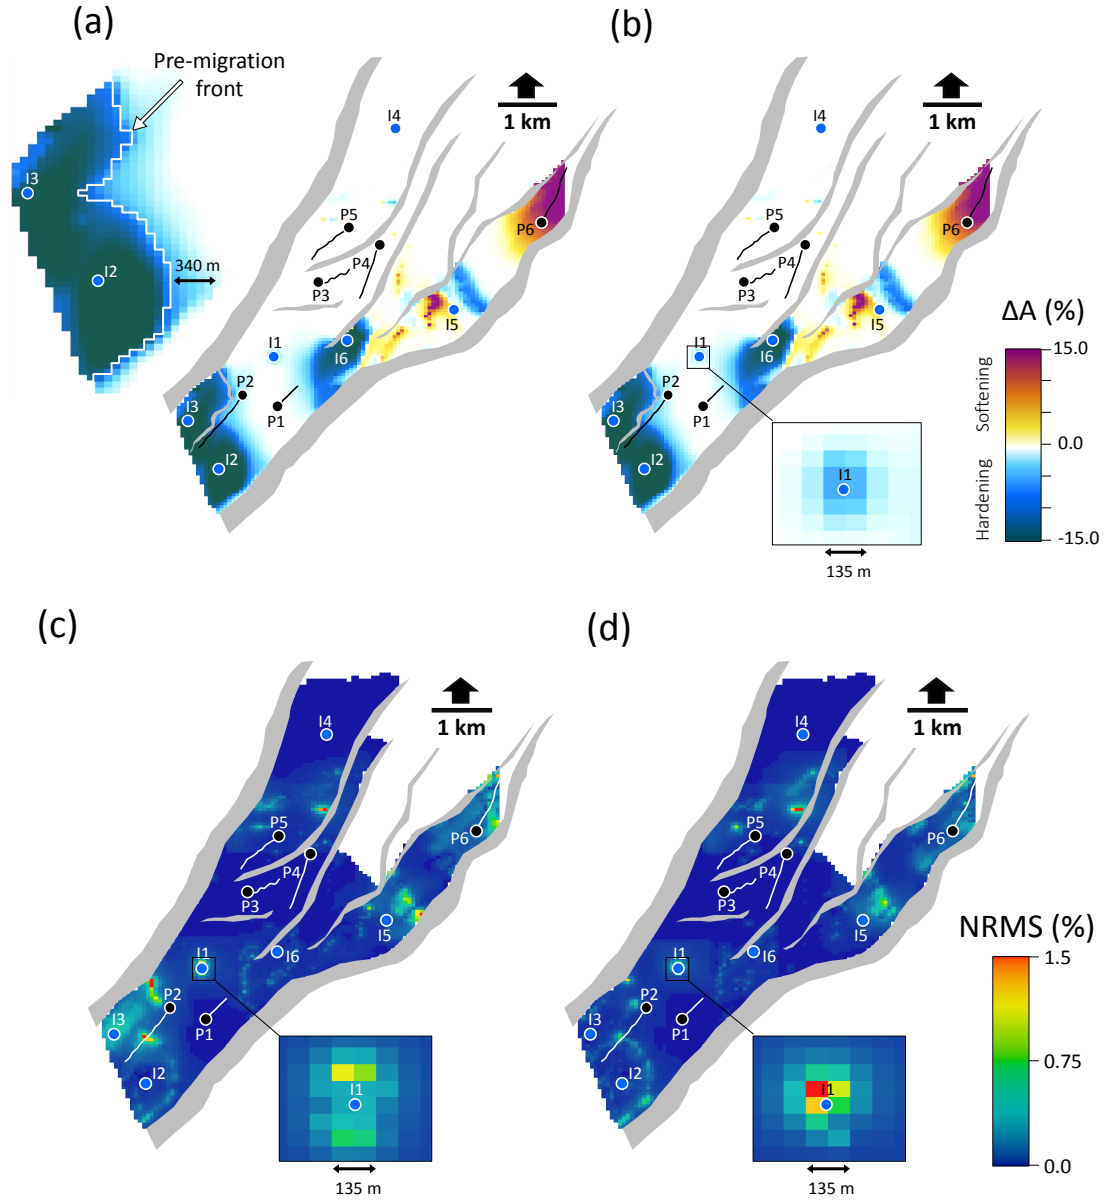 (a)
Pre-migration
front
1 km
I4
I3
P5
P6
P4
I2
340 m
P3
I5
I1
I6
P2
I3
P1
I2
(b)
1 km
I4
P5
P6
P4
P3
I5
I1
I6
P2
I3
P1
I2
I1
135 m
ΔA (%)
15.0
Softening
0.0
Hardening
-15.0
(c)
1 km
I4
P5
P6
P4
P3
I5
I1
I6
P2
I3
P1
I2
I1
135 m
(d)
1 km
I4
P5
P6
P4
P3
I5
I1
I6
P2
I3
P1
I2
I1
135 m
NRMS (%)
1.5
0.75
0.0